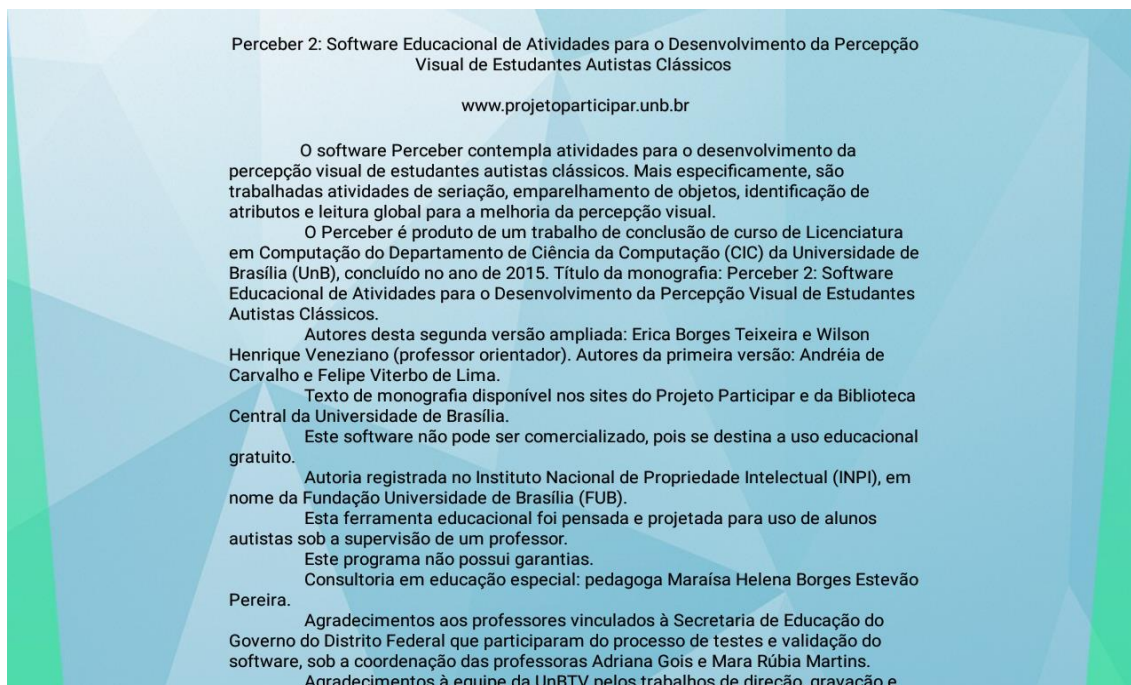 Perceber 2: Software Educacional de Atividades para o Desenvolvimento da Percepção
Visual de Estudantes Autistas Clássicos
www.projetoparticipar.unb.br
O software Perceber contempla atividades para o desenvolvimento da
percepção visual de estudantes autistas clássicos. Mais especificamente, são
trabalhadas atividades de seriação, emparelhamento de objetos, identificação de
atributos e leitura global para a melhoria da percepção visual.
O Perceber é produto de um trabalho de conclusão de curso de Licenciatura
em Computação do Departamento de Ciência da Computação (CIC) da Universidade de
Brasília (UnB), concluído no ano de 2015. Título da monografia: Perceber 2: Software
Educacional de Atividades para o Desenvolvimento da Percepção Visual de Estudantes
Autistas Clássicos.
Autores desta segunda versão ampliada: Erica Borges Teixeira e Wilson
Henrique Veneziano (professor orientador). Autores da primeira versão: Andréia de
Carvalho e Felipe Viterbo de Lima.
Texto de monografia disponível nos sites do Projeto Participar e da Biblioteca
Central da Universidade de Brasília.
Este software não pode ser comercializado, pois se destina a uso educacional
gratuito.
Autoria registrada no Instituto Nacional de Propriedade Intelectual (INPI), em
nome da Fundação Universidade de Brasília (FUB).
Esta ferramenta educacional foi pensada e projetada para uso de alunos
autistas sob a supervisão de um professor.
Este programa não possui garantias.
Consultoria em educação especial: pedagoga Maraísa Helena Borges Estevão
Pereira.
Agradecimentos aos professores vinculados à Secretaria de Educação do
Governo do Distrito Federal que participaram do processo de testes e validação do
software, sob a coordenação das professoras Adriana Gois e Mara Rúbia Martins.
Agradecimentos à equipe da UnBTV pelos trabalhos de direção, gravação e